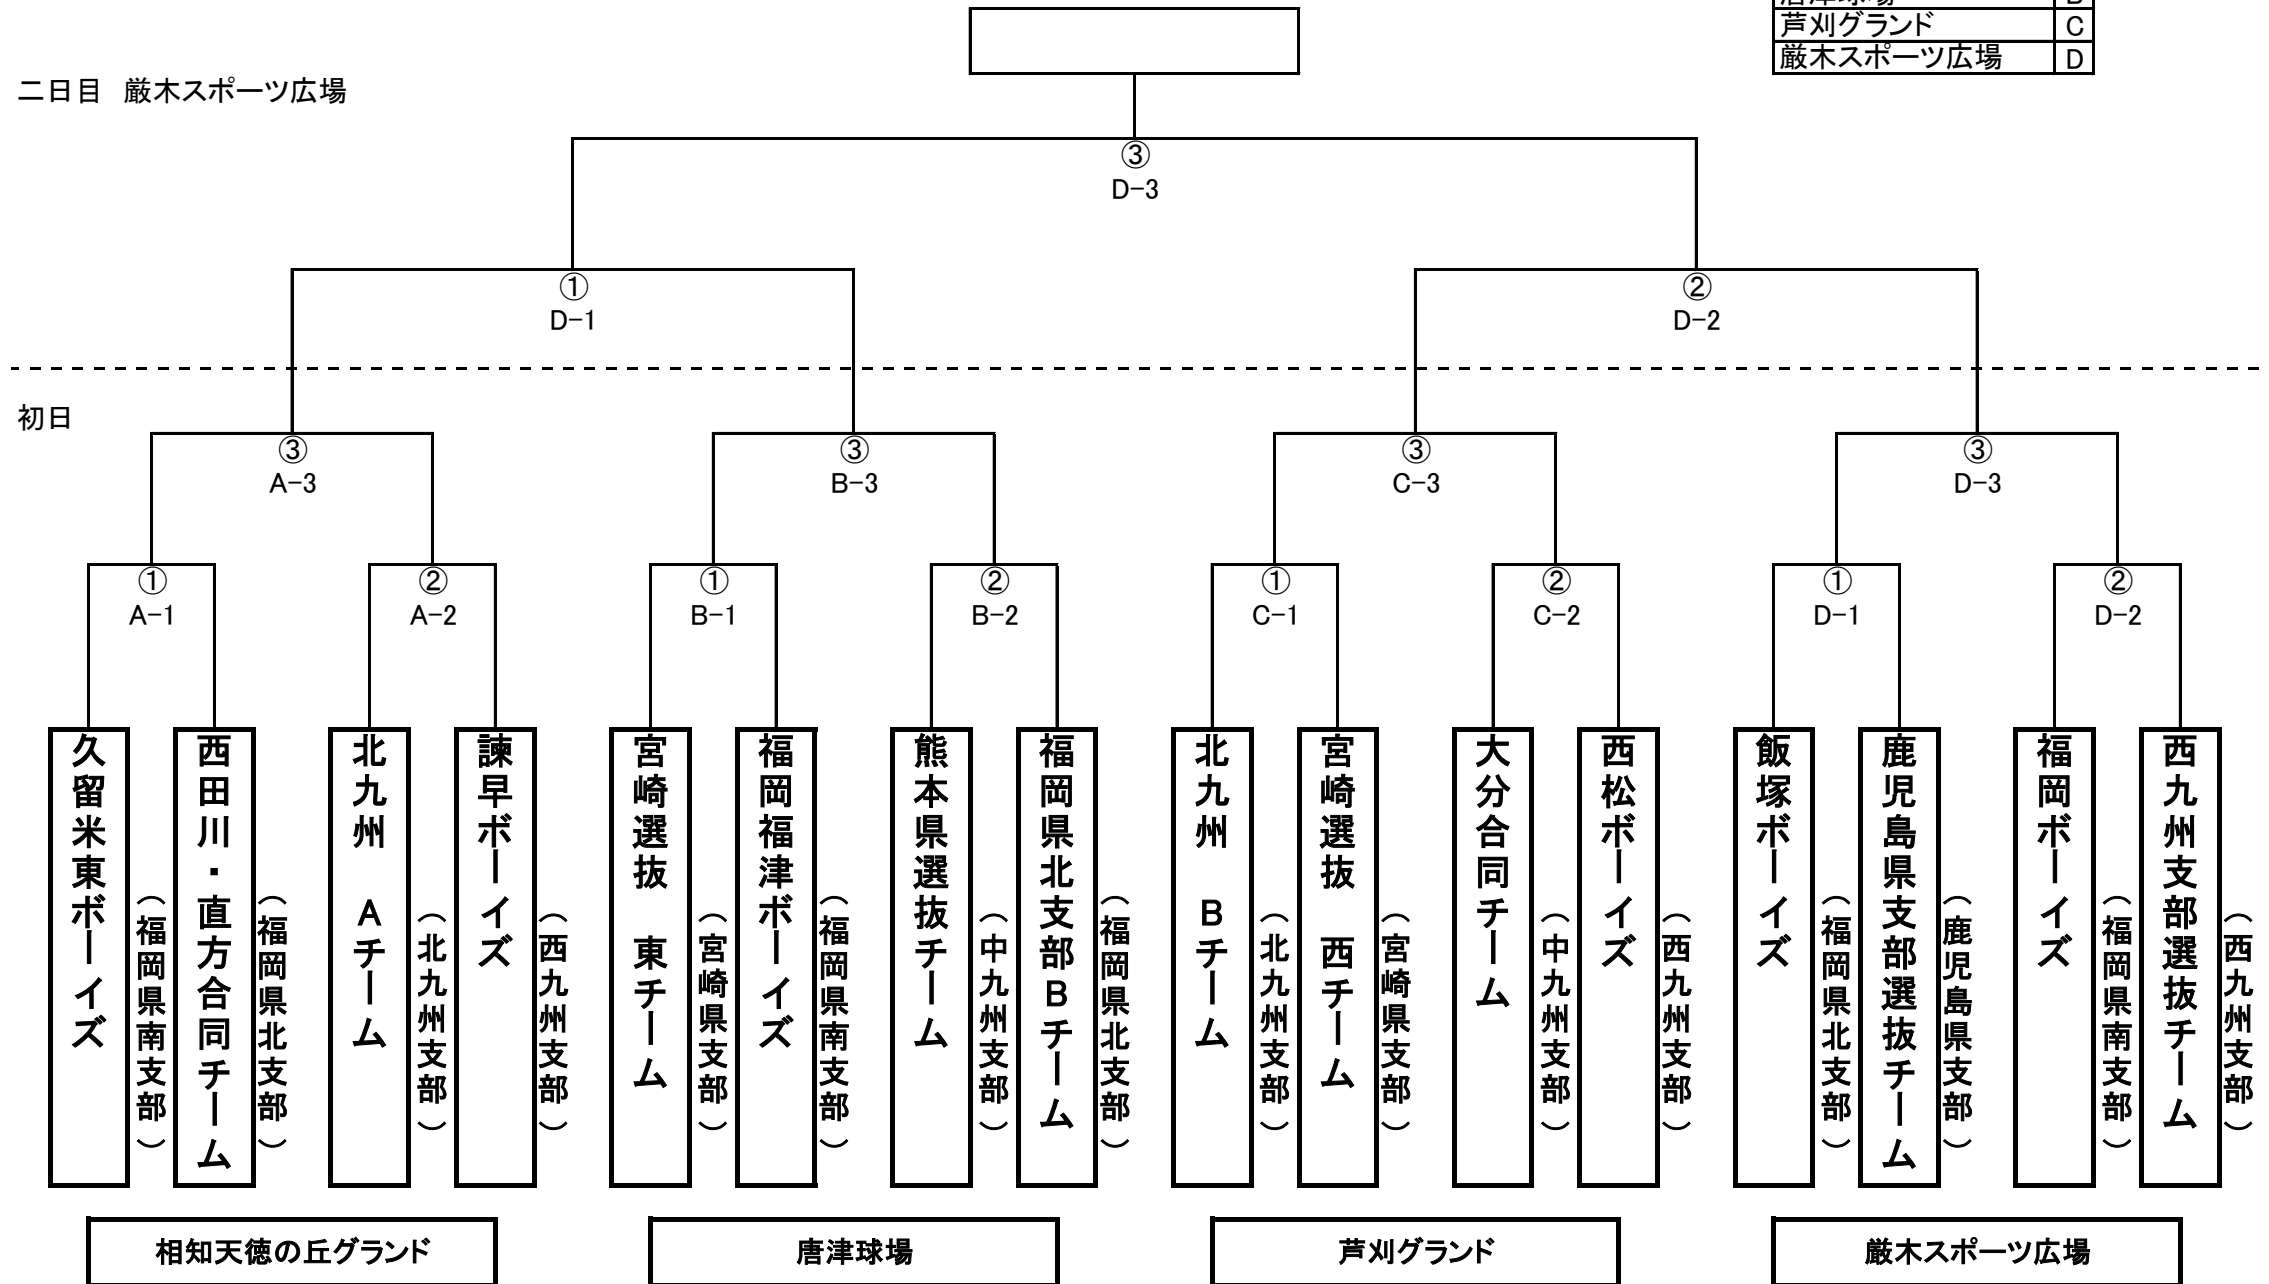 芦刈グランド C
厳木スポーツ広場 D
二日目 厳木スポーツ広場
③
D-3
①
D-1
②
D-2
初日
③
A-3
③
B-3
③
C-3
③
D-3
①
A-1
②
A-2
①
B-1
②
B-2
①
C-1
②
C-2
①
D-1
②
D-2
久留米東ボーイズ
(福岡県南支部)
西田川・直方合同チーム
(福岡県北支部)
北九州 Aチーム
(北九州支部)
諫早ボーイズ
(西九州支部)
宮崎選抜 東チーム
(宮崎県支部)
福岡福津ボーイズ
(福岡県南支部)
熊本県選抜チーム
(中九州支部)
福岡県北支部Bチーム
(福岡県北支部)
北九州 Bチーム
(北九州支部)
宮崎選抜 西チーム
(宮崎県支部)
大分合同チーム
(中九州支部)
西松ボーイズ
(西九州支部)
飯塚ボーイズ
(福岡県北支部)
鹿児島県支部選抜チーム
(鹿児島県支部)
福岡ボーイズ
(福岡県南支部)
西九州支部選抜チーム
(西九州支部)
相知天徳の丘グランド
唐津球場
芦刈グランド
厳木スポーツ広場